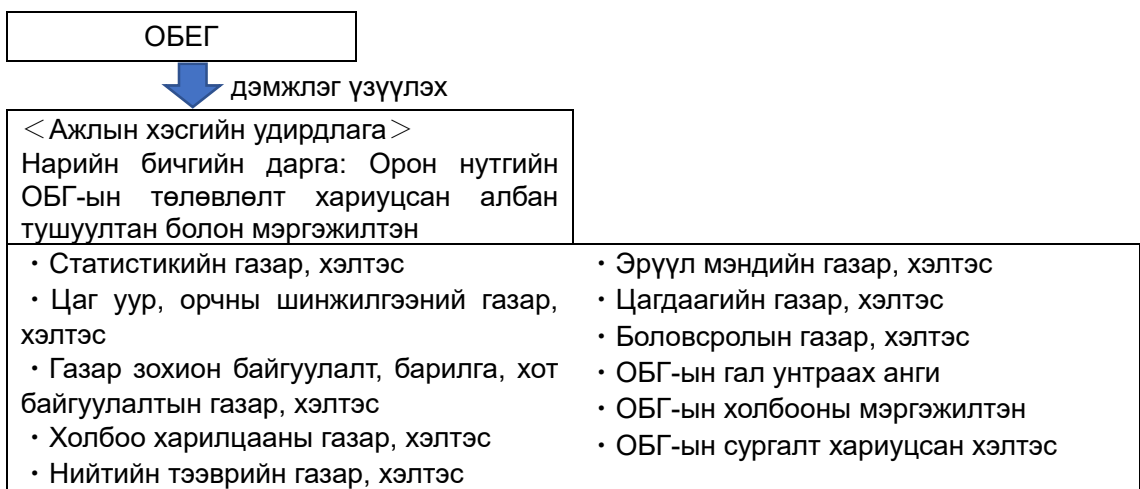 ОБЕГ
дэмжлэг үзүүлэх
＜Ажлын хэсгийн удирдлага＞
Нарийн бичгийн дарга: Орон нутгийн
ОБГ-ын төлөвлөлт хариуцсан албан
тушуултан болон мэргэжилтэн
・Статистикийн газар, хэлтэс
・Цаг уур, орчны шинжилгээний газар,
хэлтэс
・Газар зохион байгуулалт, барилга, хот
байгуулалтын газар, хэлтэс
・Холбоо харилцааны газар, хэлтэс
・Нийтийн тээврийн газар, хэлтэс
・Эрүүл мэндийн газар, хэлтэс
・Цагдаагийн газар, хэлтэс
・Боловсролын газар, хэлтэс
・ОБГ-ын гал унтраах анги
・ОБГ-ын холбооны мэргэжилтэн
・ОБГ-ын сургалт хариуцсан хэлтэс